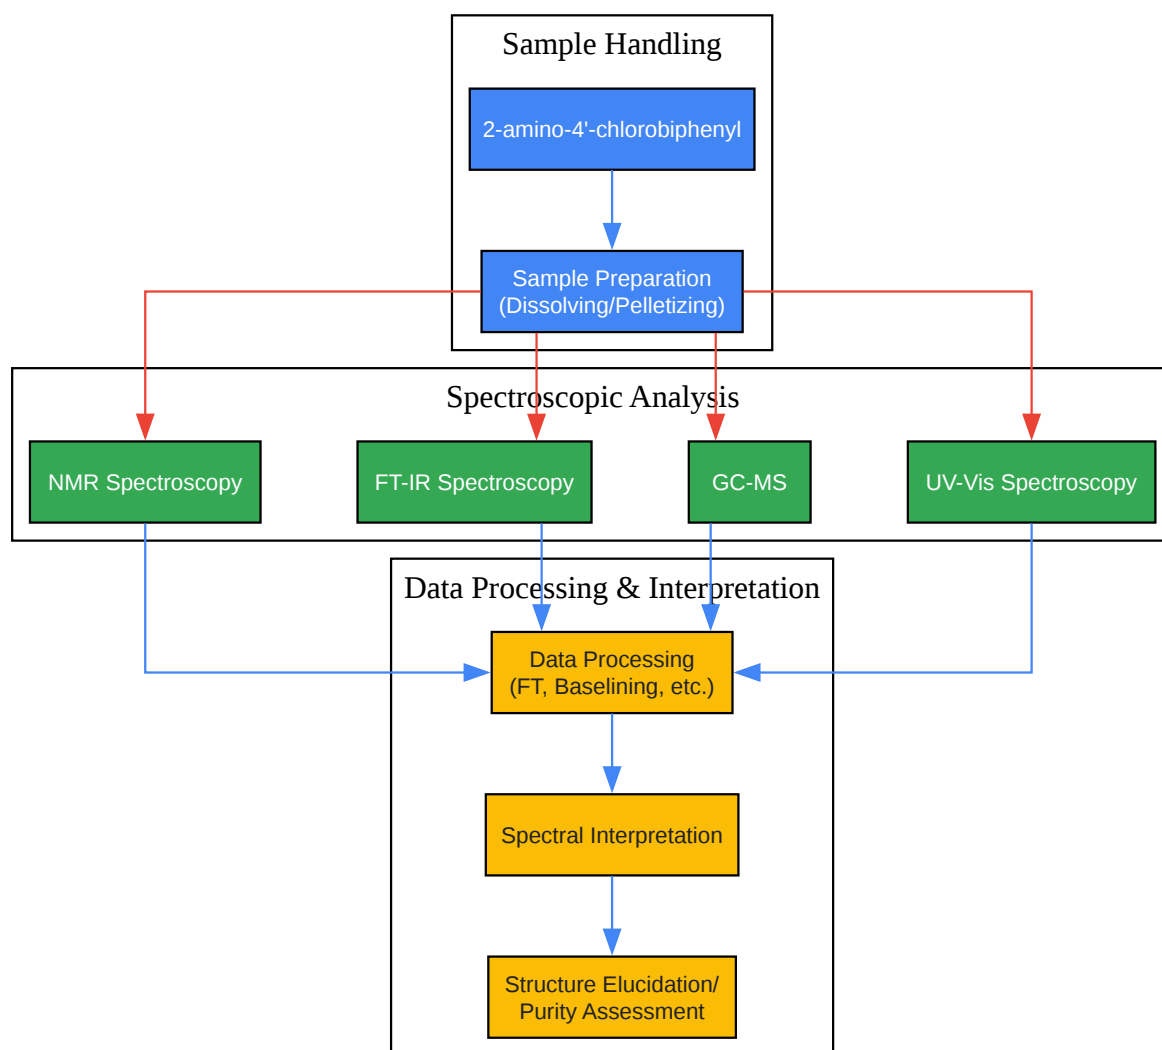 Sample Handling
2-amino-4'-chlorobiphenyl
Sample Preparation
(Dissolving/Pelletizing)
Spectroscopic Analysis
NMR Spectroscopy
FT-IR Spectroscopy
GC-MS
UV-Vis Spectroscopy
Data Processing & Interpretation
Data Processing
(FT, Baselining, etc.)
Spectral Interpretation
Structure Elucidation/
Purity Assessment